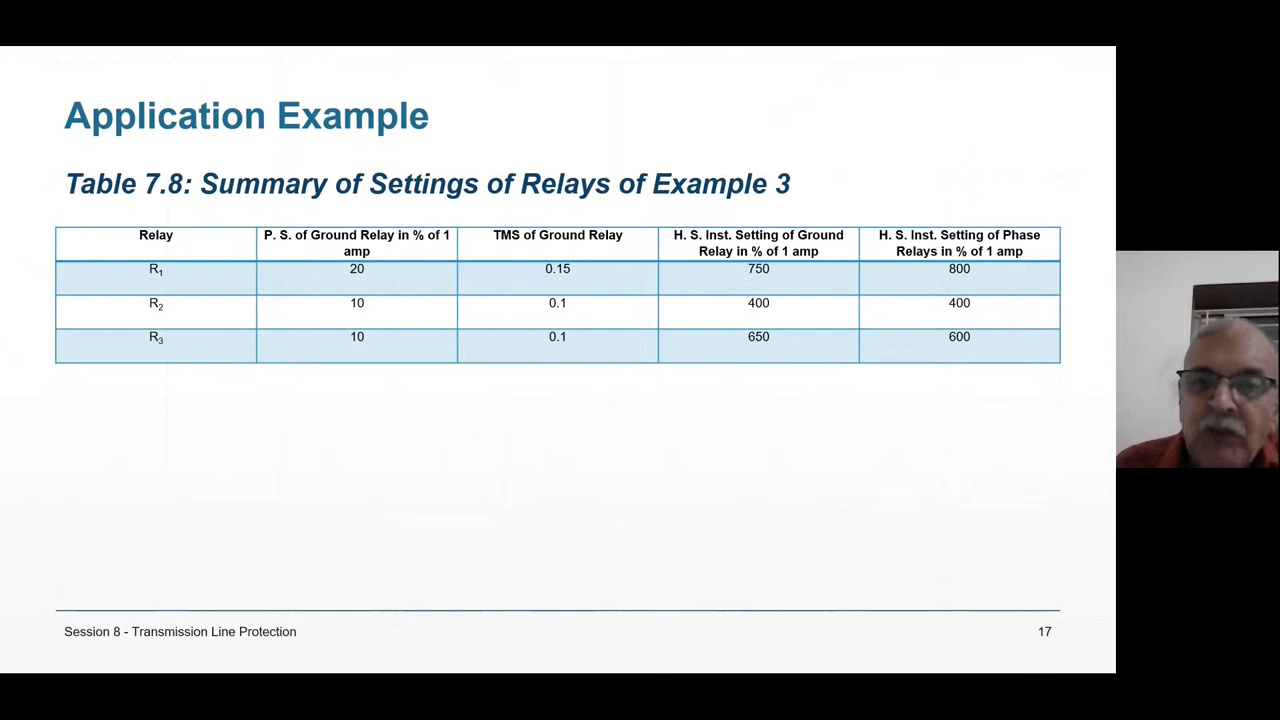 Application Example
Table 7.8: Summary of Settings of Relays of Example 3
Relay P. S. of Ground Relay in % of 1 amp TMS of Ground Relay H. S. Inst. Setting of Ground Relay in % of 1 amp H. S. Inst. Setting of Phase Relays in % of 1 amp
R₁ 20 0.15 750 800
R₂ 10 0.1 400 400
R₃ 10 0.1 650 600
Session 8 - Transmission Line Protection 17